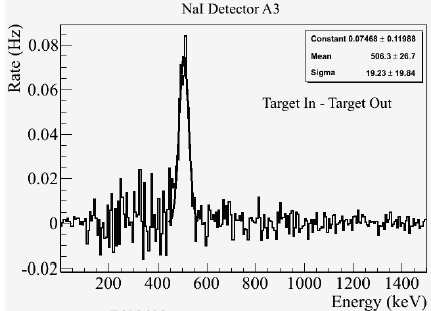 NaI Detector A3
Rate (Hz)
Constant 0.07468 ± 0.11988
Mean 506.3 ± 26.7
Sigma 19.23 ± 19.84
Target In - Target Out
0.08
0.06
0.04
0.02
0
-0.02
200 400 600 800 1000 1200 1400
Energy (keV)